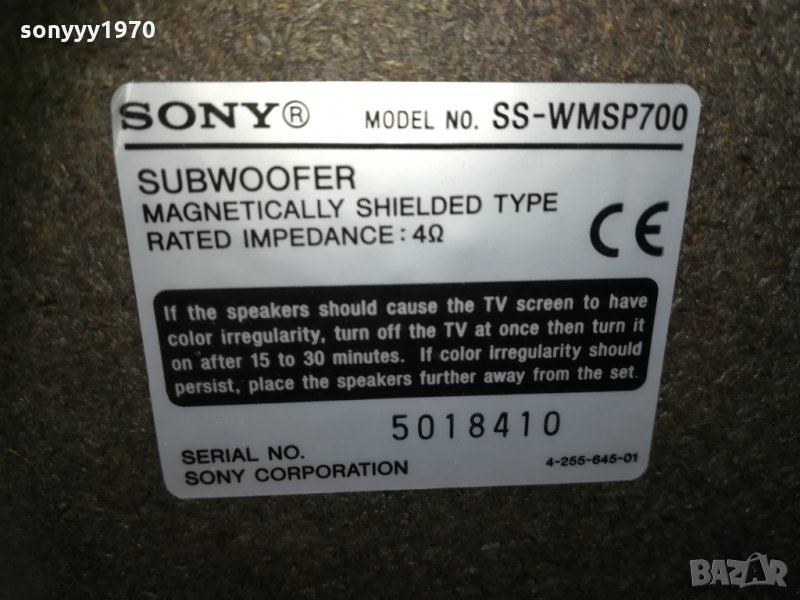 sonyyy1970
SONY® MODEL NO. SS-WMSP700
SUBWOOFER
MAGNETICALLY SHIELDED TYPE
RATED IMPEDANCE: 4Ω
CE
If the speakers should cause the TV screen to have
color irregularity, turn off the TV at once then turn it
on after 15 to 30 minutes. If color irregularity should
persist, place the speakers further away from the set.
5018410
SERIAL NO.
SONY CORPORATION
4-255-645-01
BAZAR